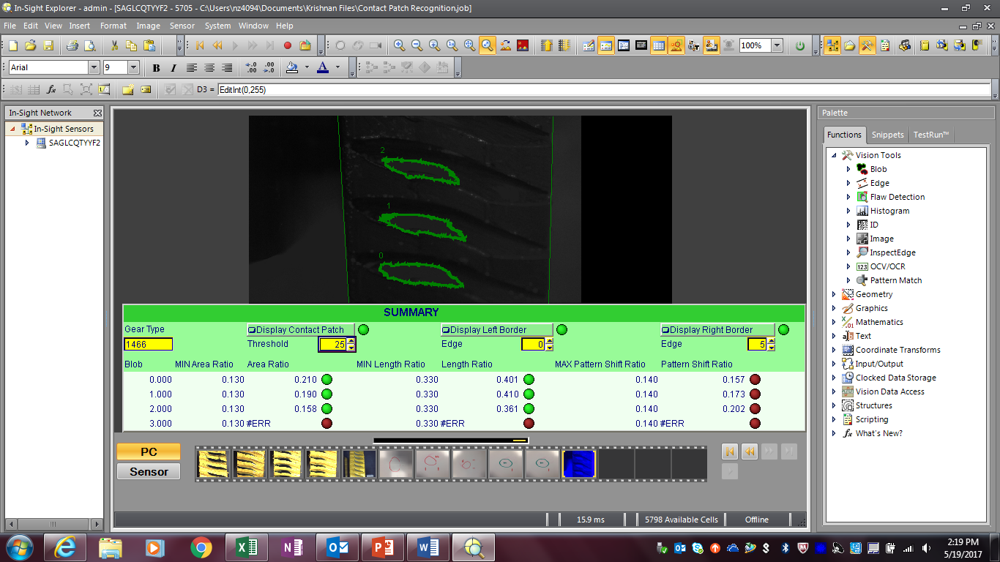 In-Sight Explorer - admin - [SAGLCQTYYF2 - 5705 - C:\Users\nz4094\Documents\Krishnan Files\Contact Patch Recognition.job]
File Edit View Insert Format Image Sensor System Window Help
100%
Arial 9 B I A
fx D3 = EditInt(0,255)
In-Sight Network
In-Sight Sensors
SAGLCQTYYF2
2
1
0
SUMMARY
Gear Type Display Contact Patch Display Left Border Display Right Border
1466 Threshold 25 Edge 0 Edge 5
Blob MIN Area Ratio Area Ratio MIN Length Ratio Length Ratio MAX Pattern Shift Ratio Pattern Shift Ratio
0.000 0.130 0.210 0.330 0.401 0.140 0.157
1.000 0.130 0.190 0.330 0.410 0.140 0.173
2.000 0.130 0.158 0.330 0.361 0.140 0.202
3.000 0.130 #ERR 0.330 #ERR 0.140 #ERR
PC
Sensor
15.9 ms 5798 Available Cells Offline
Palette
Functions Snippets TestRun™
Vision Tools
Blob
Edge
Flaw Detection
Histogram
ID
Image
InspectEdge
OCV/OCR
Pattern Match
Geometry
Graphics
Mathematics
Text
Coordinate Transforms
Input/Output
Clocked Data Storage
Vision Data Access
Structures
Scripting
What's New?
2:19 PM
5/19/2017